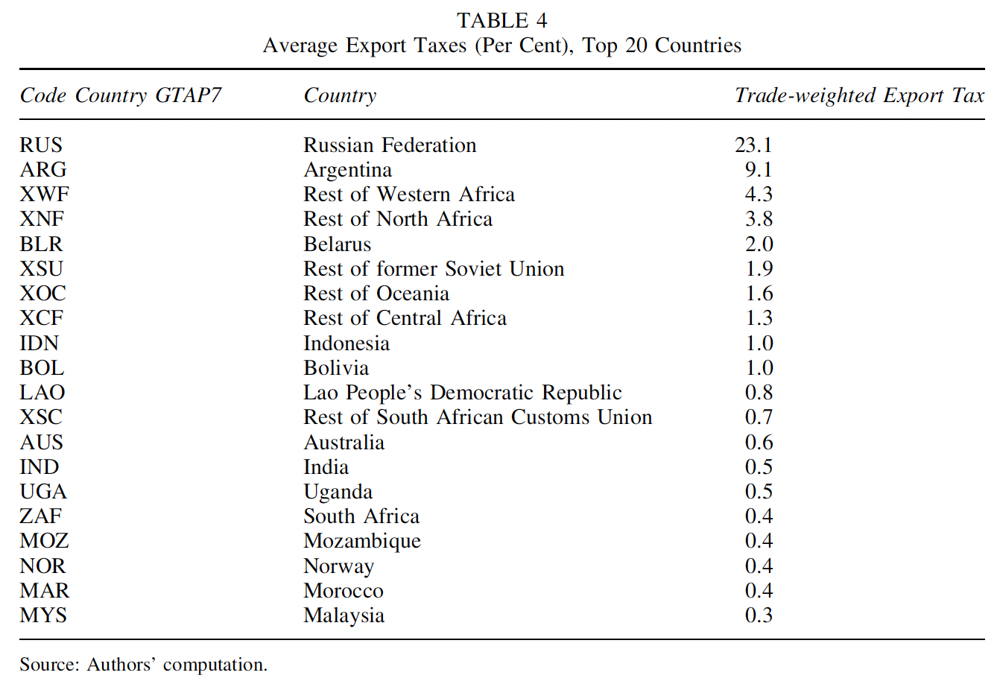 TABLE 4
Average Export Taxes (Per Cent), Top 20 Countries
Code Country GTAP7 Country Trade-weighted Export Tax
RUS Russian Federation 23.1
ARG Argentina 9.1
XWF Rest of Western Africa 4.3
XNF Rest of North Africa 3.8
BLR Belarus 2.0
XSU Rest of former Soviet Union 1.9
XOC Rest of Oceania 1.6
XCF Rest of Central Africa 1.3
IDN Indonesia 1.0
BOL Bolivia 1.0
LAO Lao People’s Democratic Republic 0.8
XSC Rest of South African Customs Union 0.7
AUS Australia 0.6
IND India 0.5
UGA Uganda 0.5
ZAF South Africa 0.4
MOZ Mozambique 0.4
NOR Norway 0.4
MAR Morocco 0.4
MYS Malaysia 0.3
Source: Authors’ computation.